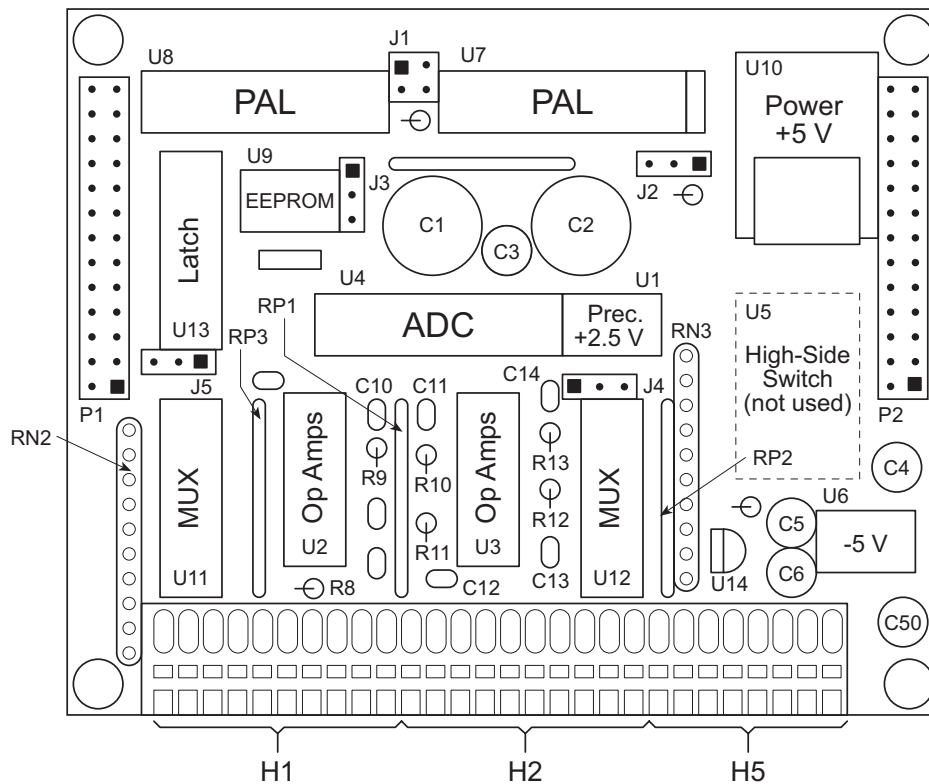 J1
U8
U7
U10
PAL
PAL
Power
+5 V
U9
J3
EEPROM
J2
Latch
C1
C2
C3
U4
U1
RP1
ADC
Prec.
+2.5 V
U5
High-Side
Switch
(not used)
RP3
U13
RN3
J5
C10
C11
C14
J4
P1
P2
RN2
MUX
Op Amps
Op Amps
MUX
R9
R10
R13
RP2
C4
R12
U6
C5
-5 V
U11
U2
R11
U3
U12
C6
U14
R8
C12
C13
C50
H1
H2
H5